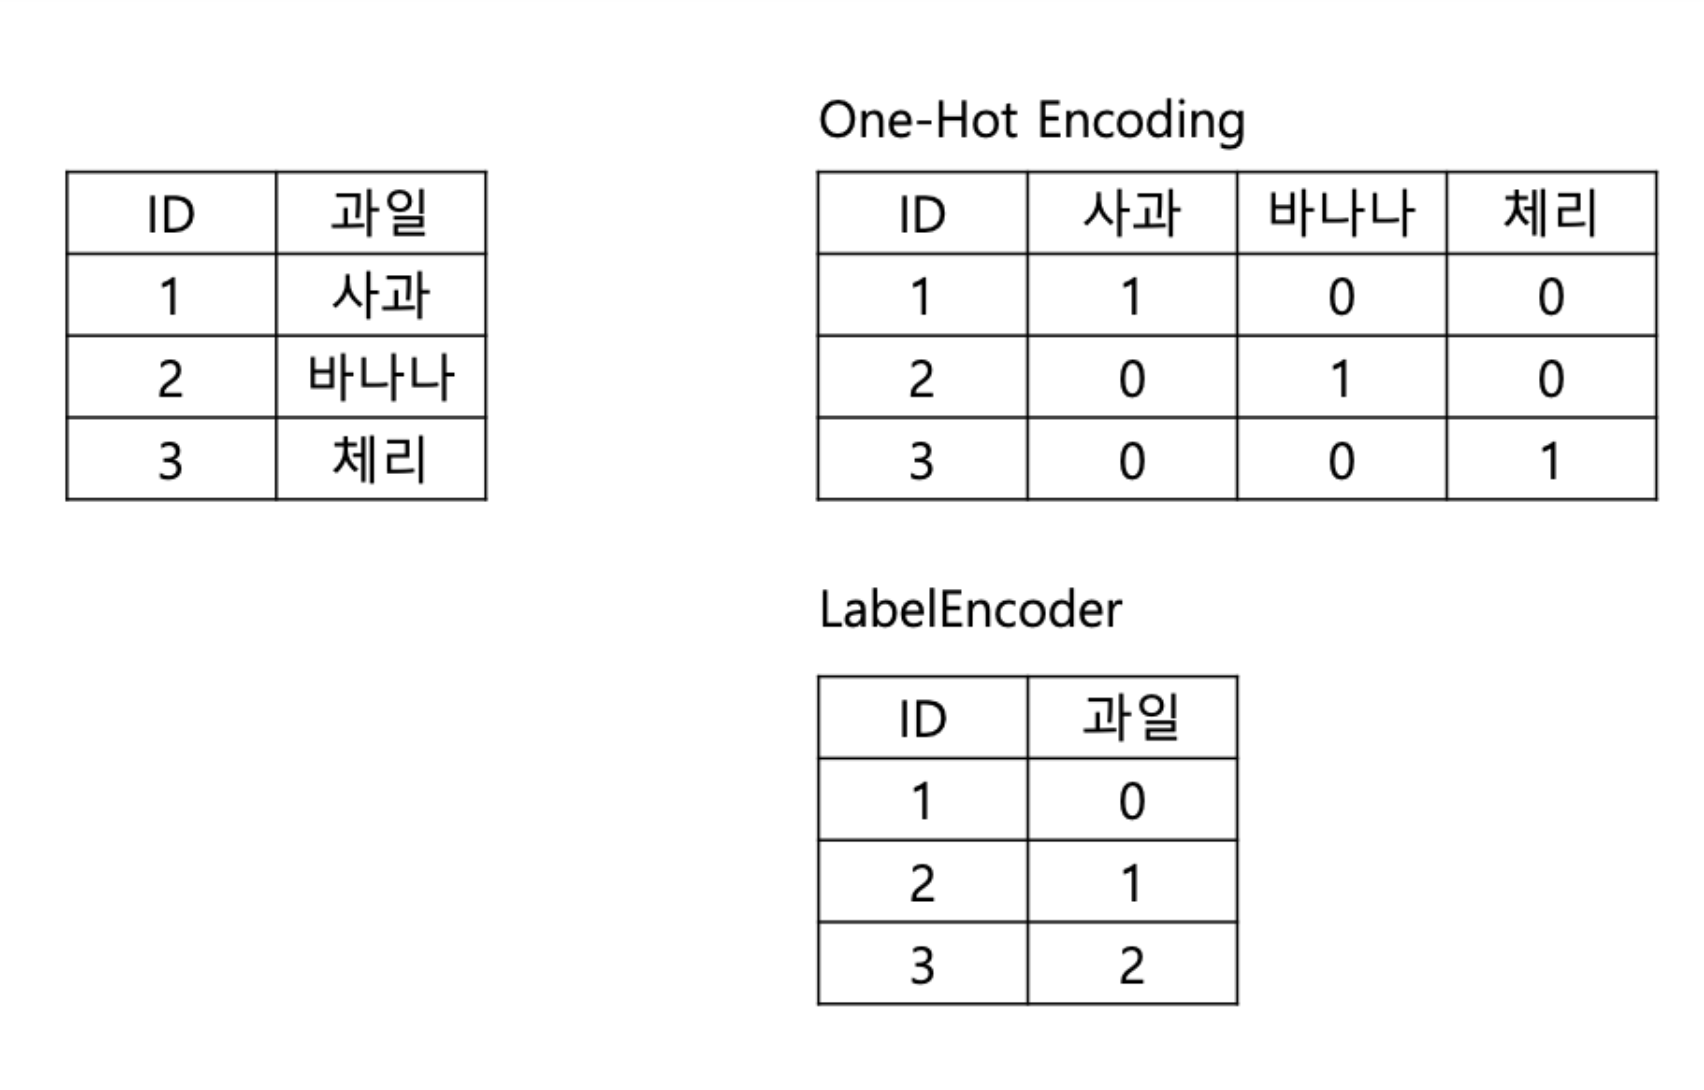 ID 과일
1 사과
2 바나나
3 체리
One-Hot Encoding
ID 사과 바나나 체리
1 1 0 0
2 0 1 0
3 0 0 1
LabelEncoder
ID 과일
1 0
2 1
3 2